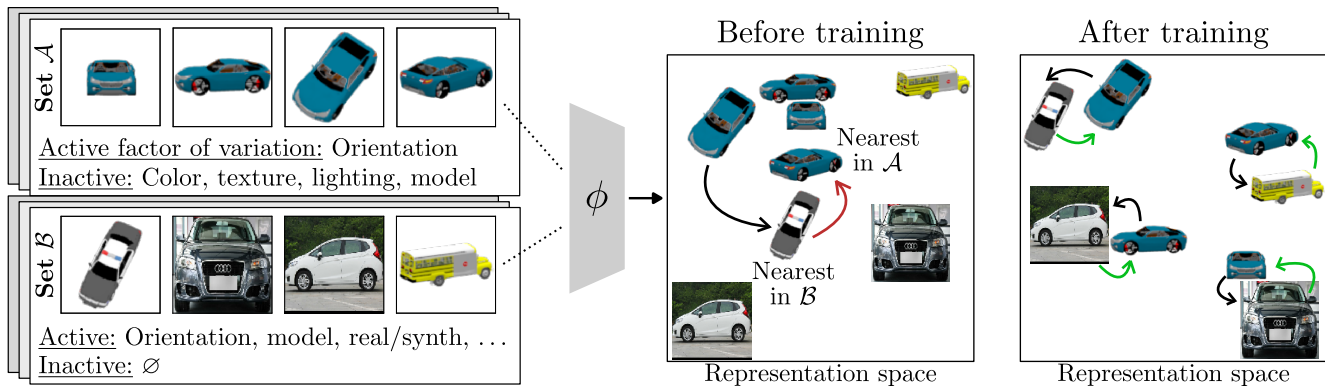 Set 𝒜
Active factor of variation: Orientation
Inactive: Color, texture, lighting, model
Set ℬ
Active: Orientation, model, real/synth, …
Inactive: ∅
ϕ
Before training
Nearest
in 𝒜
Nearest
in ℬ
Representation space
After training
Representation space